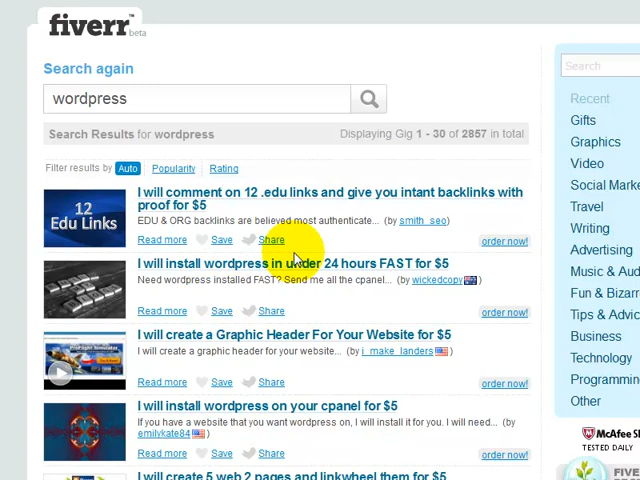 fiverr™ beta
Search again
wordpress
Search Results for wordpress Displaying Gig 1 - 30 of 2857 in total
Filter results by Auto Popularity Rating
12 Edu Links
I will comment on 12 .edu links and give you intant backlinks with
proof for $5
EDU & ORG backlinks are believed most authenticate... (by smith_seo)
Read more Save Share order now!
I will install wordpress in under 24 hours FAST for $5
Need wordpress installed FAST? Send me all the cpanel... (by wickedcopy)
Read more Save Share order now!
I will create a Graphic Header For Your Website for $5
I will create a graphic header for your website... (by i_make_landers)
Read more Save Share order now!
I will install wordpress on your cpanel for $5
If you have a website that you want wordpress on, I will install it for you. I will need... (by
emilykate84)
Read more Save Share order now!
I will create 5 web 2 pages and linkwheel them for $5
Search
Recent
Gifts
Graphics
Video
Social Marke
Travel
Writing
Advertising
Music & Aud
Fun & Bizarr
Tips & Advic
Business
Technology
Programmin
Other
McAfee S
TESTED DAILY
FIVE